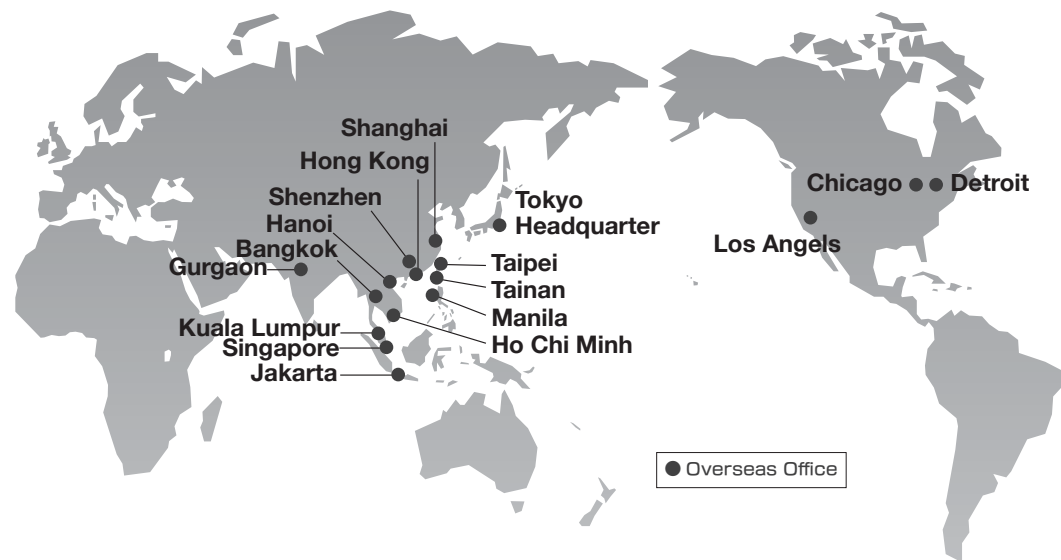 Shanghai
Hong Kong
Shenzhen
Hanoi
Bangkok
Gurgaon
Kuala Lumpur
Singapore
Jakarta
Tokyo
Headquarter
Taipei
Tainan
Manila
Ho Chi Minh
Chicago
Detroit
Los Angels
Overseas Office